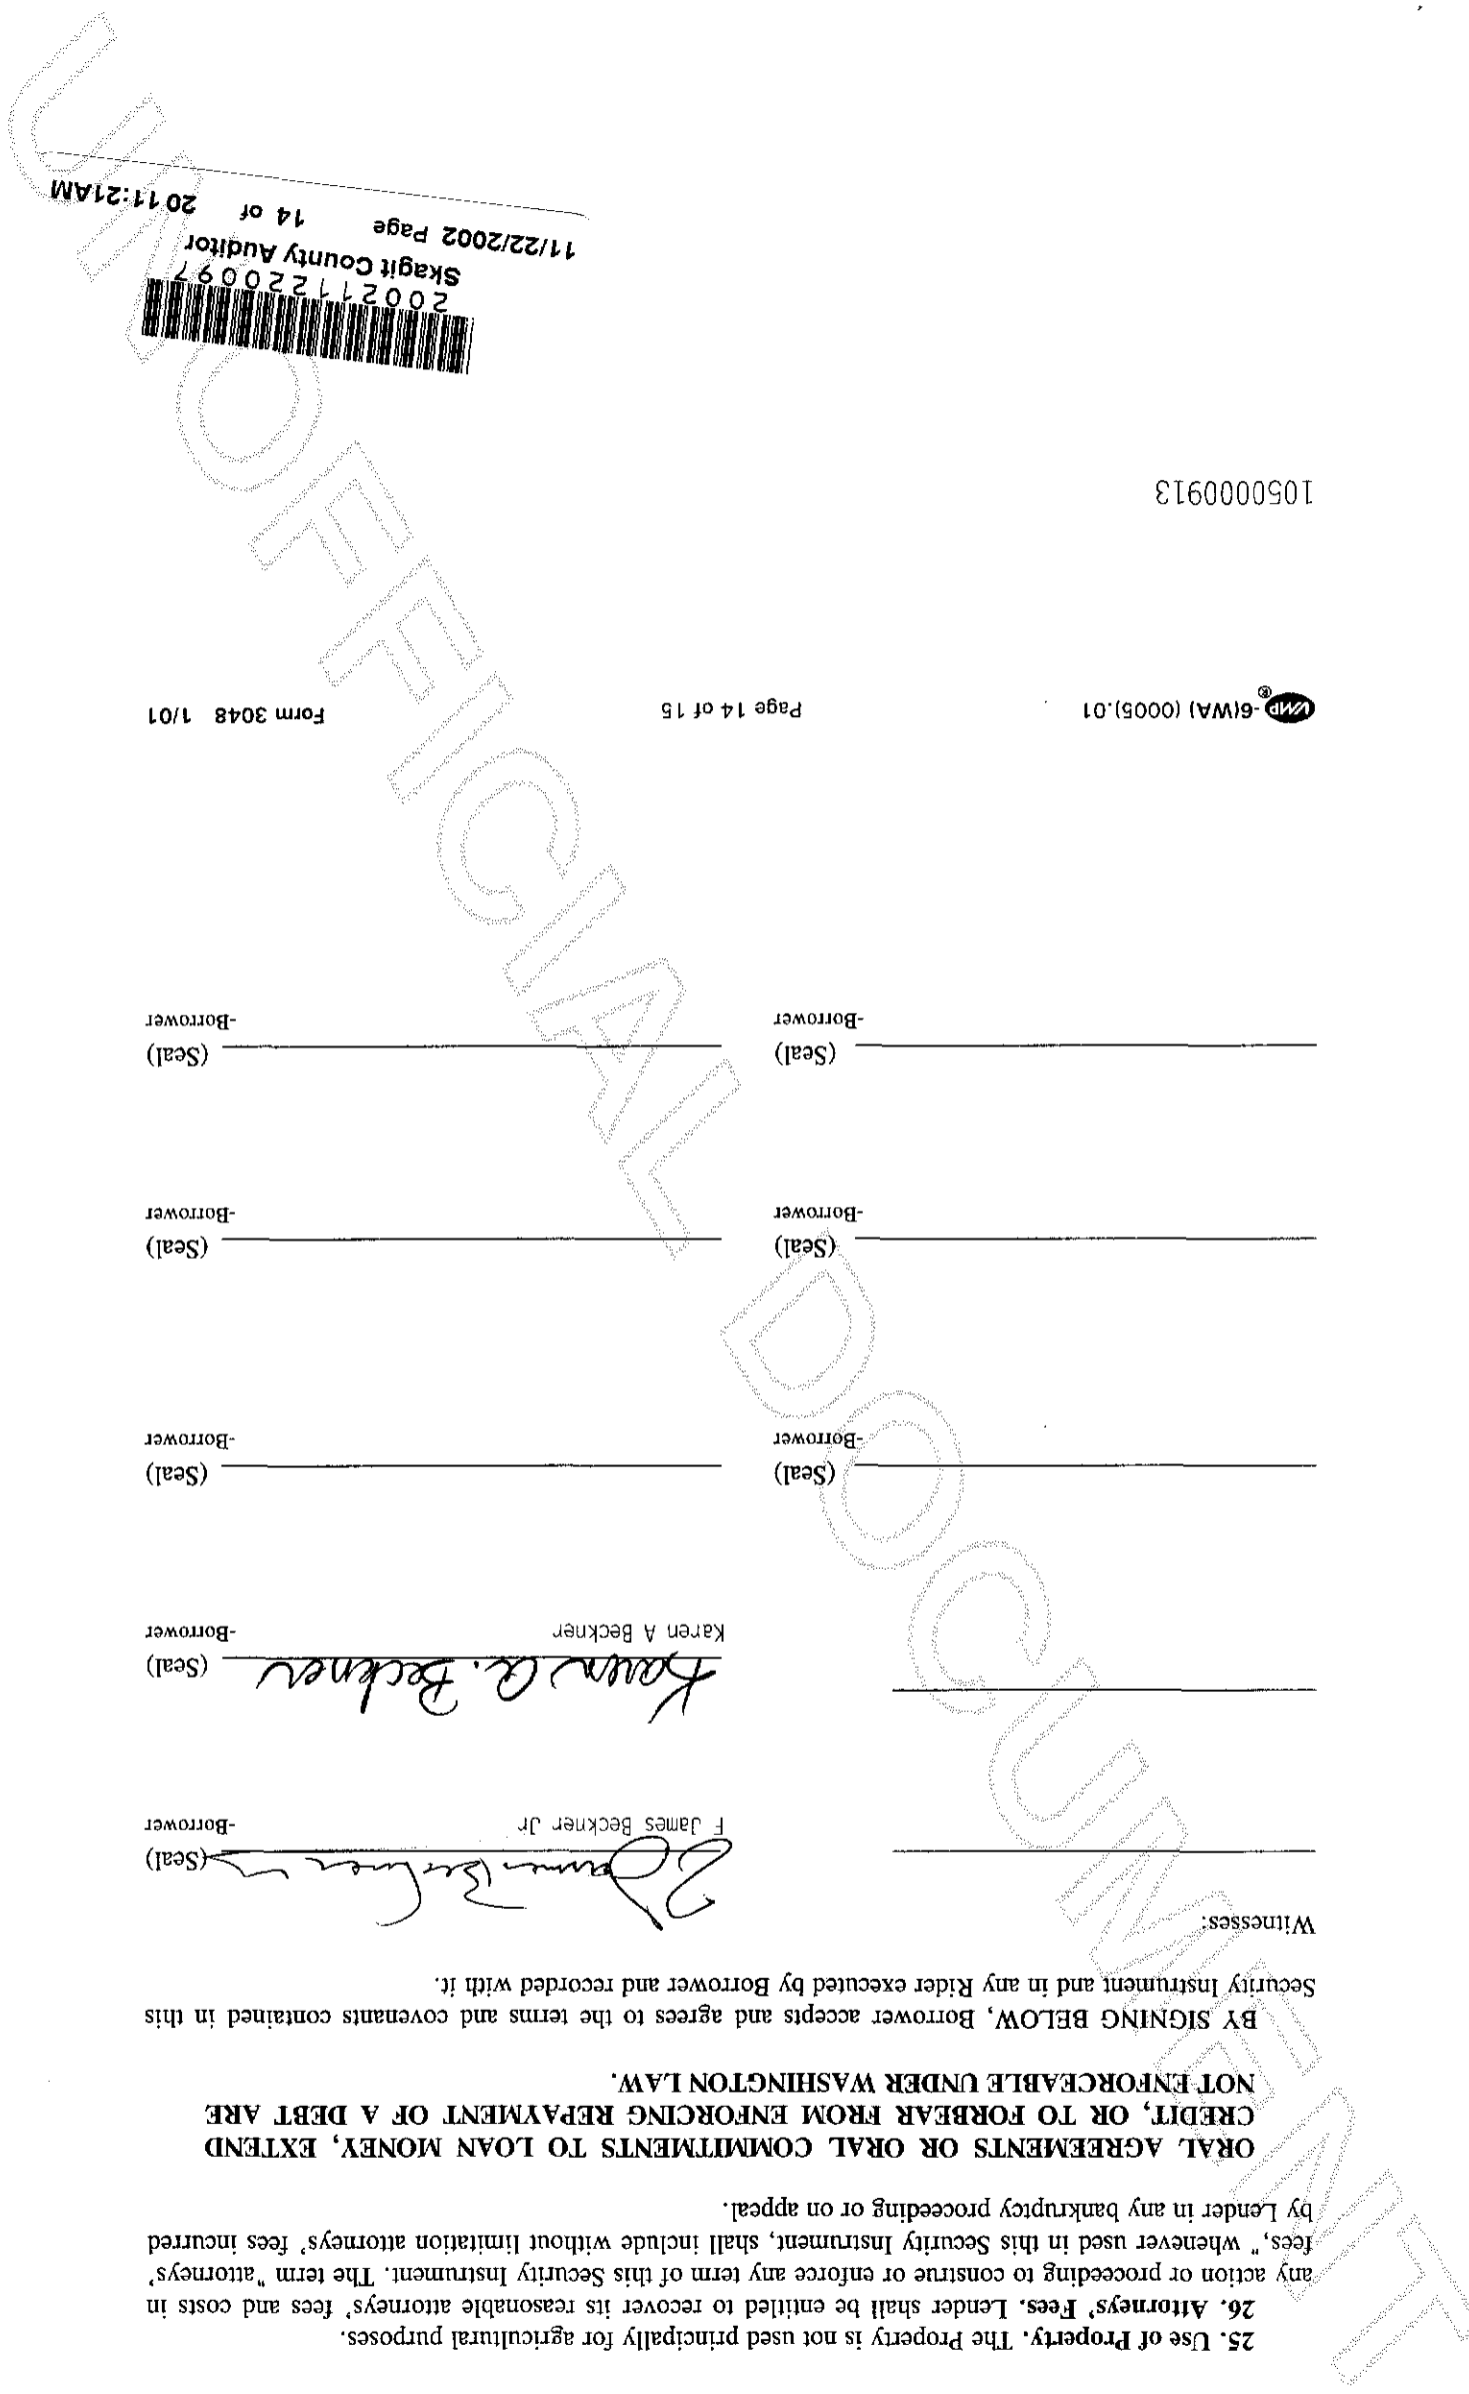 25. Use of Property. The Property is not used principally for agricultural purposes.
26. Attorneys' Fees. Lender shall be entitled to recover its reasonable attorneys' fees and costs in
any action or proceeding to construe or enforce any term of this Security Instrument. The term "attorneys'
fees," whenever used in this Security Instrument, shall include without limitation attorneys' fees incurred
by Lender in any bankruptcy proceeding or on appeal.
ORAL AGREEMENTS OR ORAL COMMITMENTS TO LOAN MONEY, EXTEND
CREDIT, OR TO FORBEAR FROM ENFORCING REPAYMENT OF A DEBT ARE
NOT ENFORCEABLE UNDER WASHINGTON LAW.
BY SIGNING BELOW, Borrower accepts and agrees to the terms and covenants contained in this
Security Instrument and in any Rider executed by Borrower and recorded with it.
Witnesses:
F James Beckner Jr (Seal)
F James Beckner Jr -Borrower
Karen A. Beckner (Seal)
Karen A Beckner -Borrower
(Seal) (Seal)
-Borrower -Borrower
(Seal) (Seal)
-Borrower -Borrower
(Seal) (Seal)
-Borrower -Borrower
VMP®-6(WA) (0005).01 Page 14 of 15 Form 3048 1/01
1050000913
200211220097
Skagit County Auditor
11/22/2002 Page 14 of 20 11:21AM
UNOFFICIAL DOCUMENT